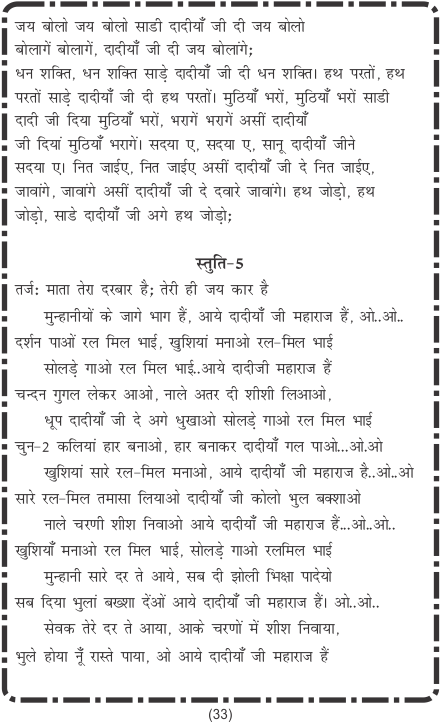 जय बोलो जय बोलो साडी दादीयाँ जी दी जय बोलो
बोलागें बोलागें, दादीयाँ जी दी जय बोलांगे;
धन शक्ति, धन शक्ति साड़े दादीयाँ जी दी धन शक्ति। हथ परतों, हथ
परतों साड़े दादीयाँ जी दी हथ परतों। मुठियाँ भरों, मुठियाँ भरों साडी
दादी जी दिया मुठियाँ भरों, भरागें भरागें असीं दादीयाँ
जी दियां मुठियाँ भरागें। सदया ए, सदया ए, सानू दादीयाँ जीने
सदया ए। नित जाईए, नित जाईए असीं दादीयाँ जी दे नित जाईए,
जावांगे, जावांगे असीं दादीयाँ जी दे दवारे जावांगे। हथ जोड़ो, हथ
जोड़ो, साडे दादीयाँ जी अगे हथ जोड़ो;
स्तुति-5
तर्ज: माता तेरा दरबार है; तेरी ही जय कार है
मुन्हानीयों के जागे भाग हैं, आये दादीयाँ जी महाराज हैं, ओ..ओ..
दर्शन पाओं रल मिल भाई, खुशियां मनाओ रल-मिल भाई
सोलड़े गाओ रल मिल भाई..आये दादीजी महाराज हैं
चन्दन गुगल लेकर आओ, नाले अतर दी शीशी लिआओ,
धूप दादीयाँ जी दे अगे धुखाओ सोलड़े गाओ रल मिल भाई
चुन-2 कलियां हार बनाओ, हार बनाकर दादीयाँ गल पाओ...ओ.ओ
खुशियां सारे रल-मिल मनाओ, आये दादीयाँ जी महाराज है..ओ..ओ
सारे रल-मिल तमासा लियाओ दादीयाँ जी कोलो भुल बक्शाओ
नाले चरणी शीश निवाओ आये दादीयाँ जी महाराज हैं...ओ..ओ..
खुशियाँ मनाओ रल मिल भाई, सोलड़े गाओ रलमिल भाई
मुन्हानी सारे दर ते आये, सब दी झोली भिक्षा पादेयो
सब दिया भुलां बख्शा देंओं आये दादीयाँ जी महाराज हैं। ओ..ओ..
सेवक तेरे दर ते आया, आके चरणों में शीश निवाया,
भुले होया नूँ रास्ते पाया, ओ आये दादीयाँ जी महाराज हैं
(33)